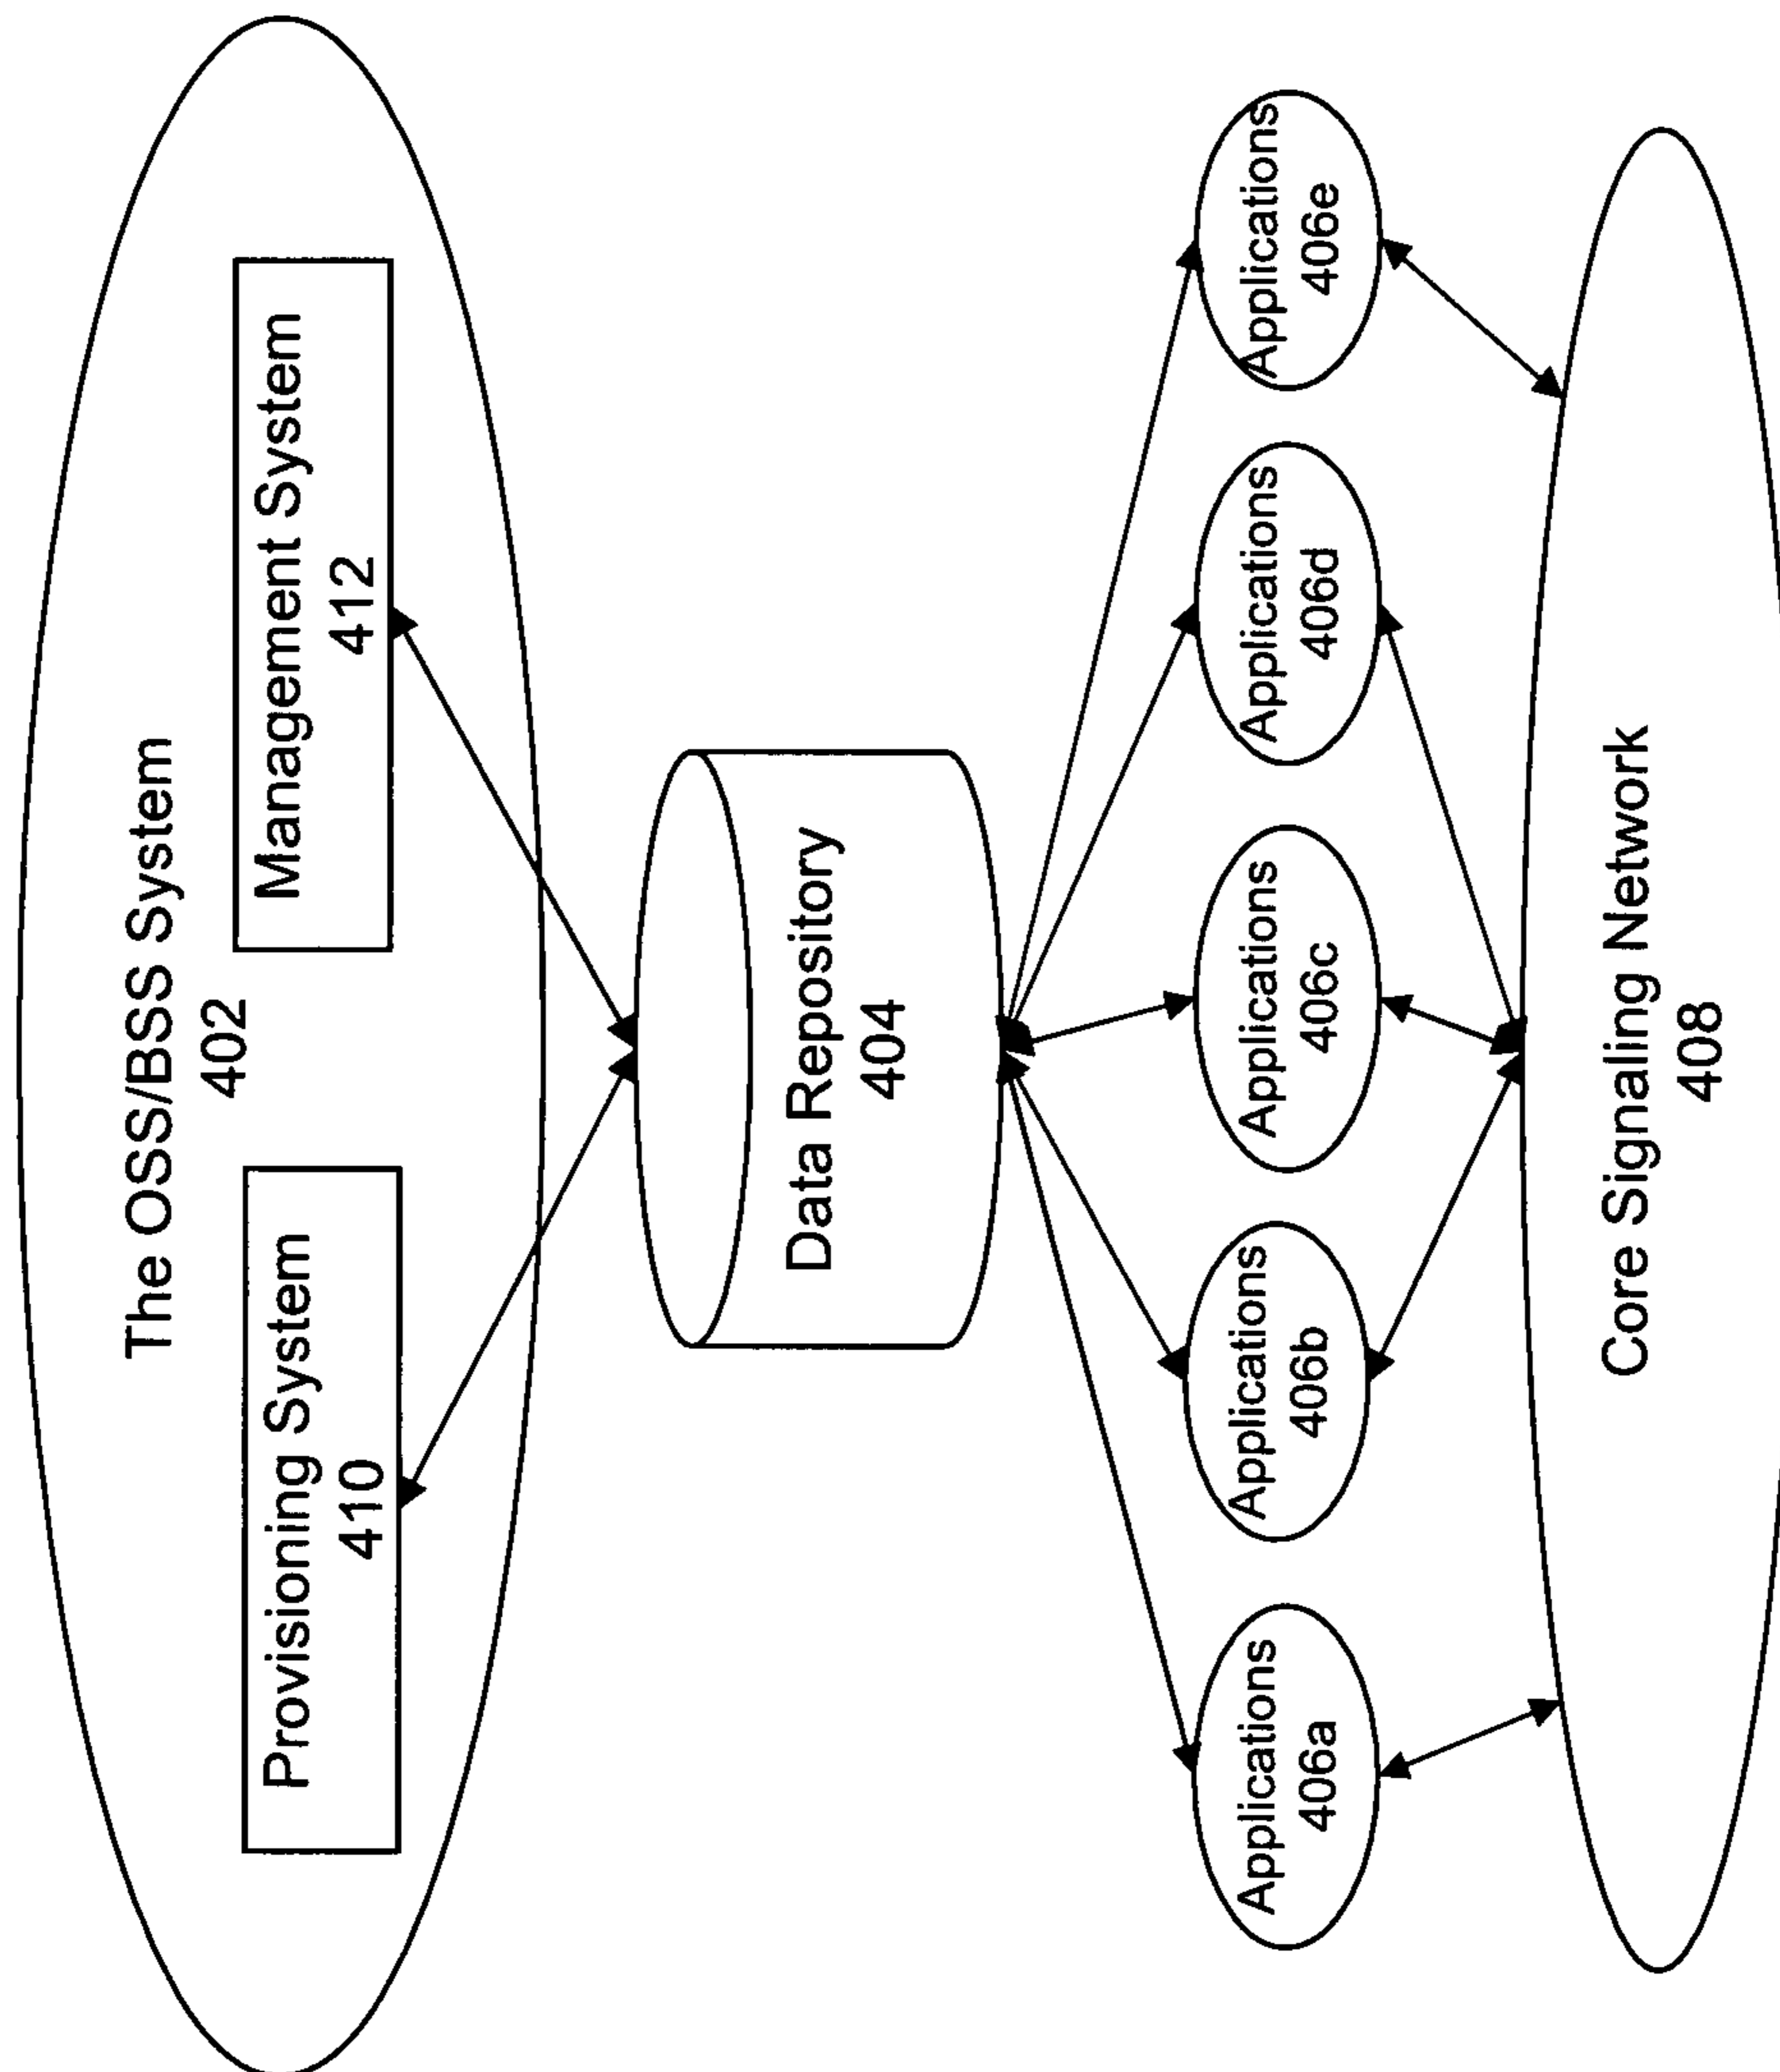 The OSS/BSS System
402
Provisioning System
410
Management System
412
Data Repository
404
Applications
406a
Applications
406b
Applications
406c
Applications
406d
Applications
406e
Core Signaling Network
408